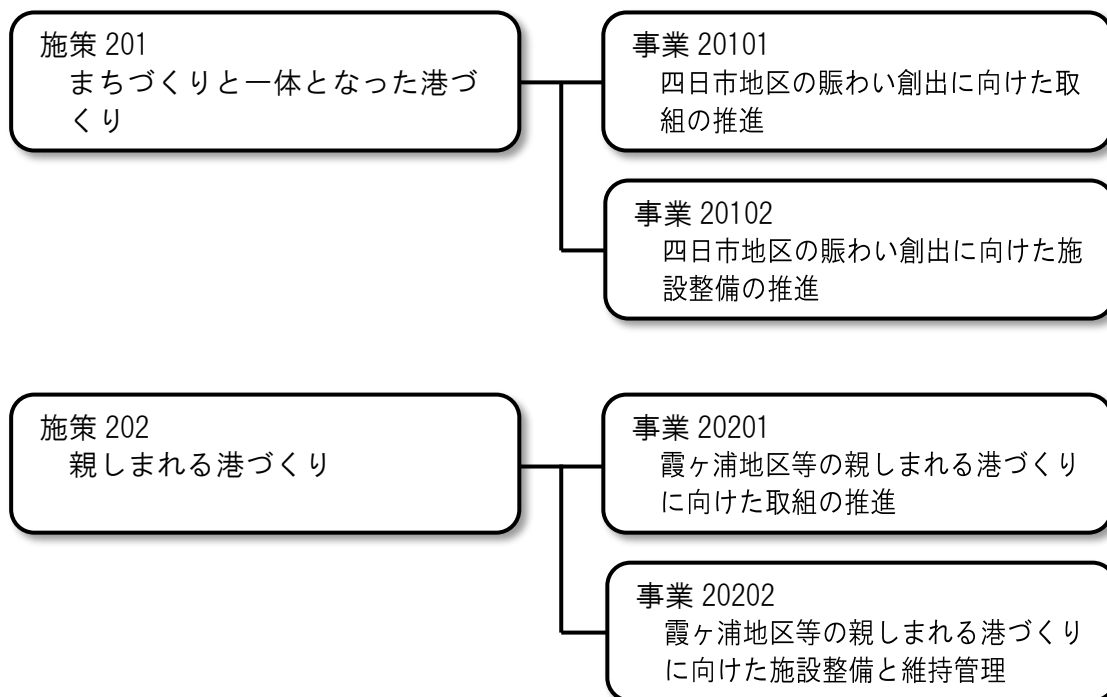 施策 201
まちづくりと一体となった港づ
くり
事業 20101
四日市地区の賑わい創出に向けた取
組の推進
事業 20102
四日市地区の賑わい創出に向けた施
設整備の推進
施策 202
親しまれる港づくり
事業 20201
霞ヶ浦地区等の親しまれる港づくり
に向けた取組の推進
事業 20202
霞ヶ浦地区等の親しまれる港づくり
に向けた施設整備と維持管理